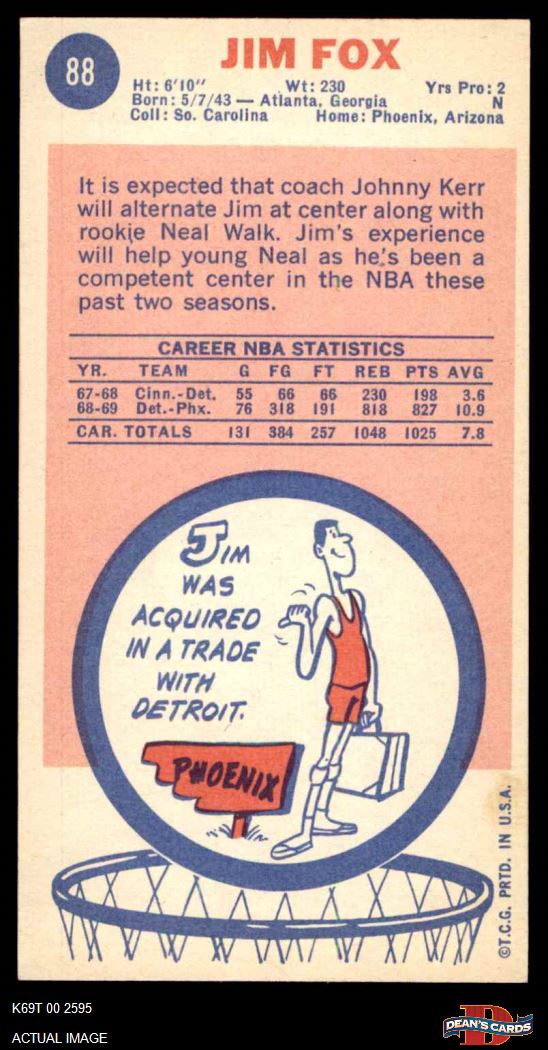 88
JIM FOX
Ht: 6'10" Wt: 230 Yrs Pro: 2
Born: 5/7/43 — Atlanta, Georgia N
Coll: So. Carolina Home: Phoenix, Arizona
It is expected that coach Johnny Kerr
will alternate Jim at center along with
rookie Neal Walk. Jim's experience
will help young Neal as he's been a
competent center in the NBA these
past two seasons.
CAREER NBA STATISTICS
YR. TEAM G FG FT REB PTS AVG
67-68 Cinn.-Det. 55 66 66 230 198 3.6
68-69 Det.-Phx. 76 318 191 818 827 10.9
CAR. TOTALS 131 384 257 1048 1025 7.8
JIM
WAS
ACQUIRED
IN A TRADE
WITH
DETROIT.
PHOENIX
©T.C.G. PRTD. IN U.S.A.
K69T 00 2595
ACTUAL IMAGE
D
DEAN'S CARDS